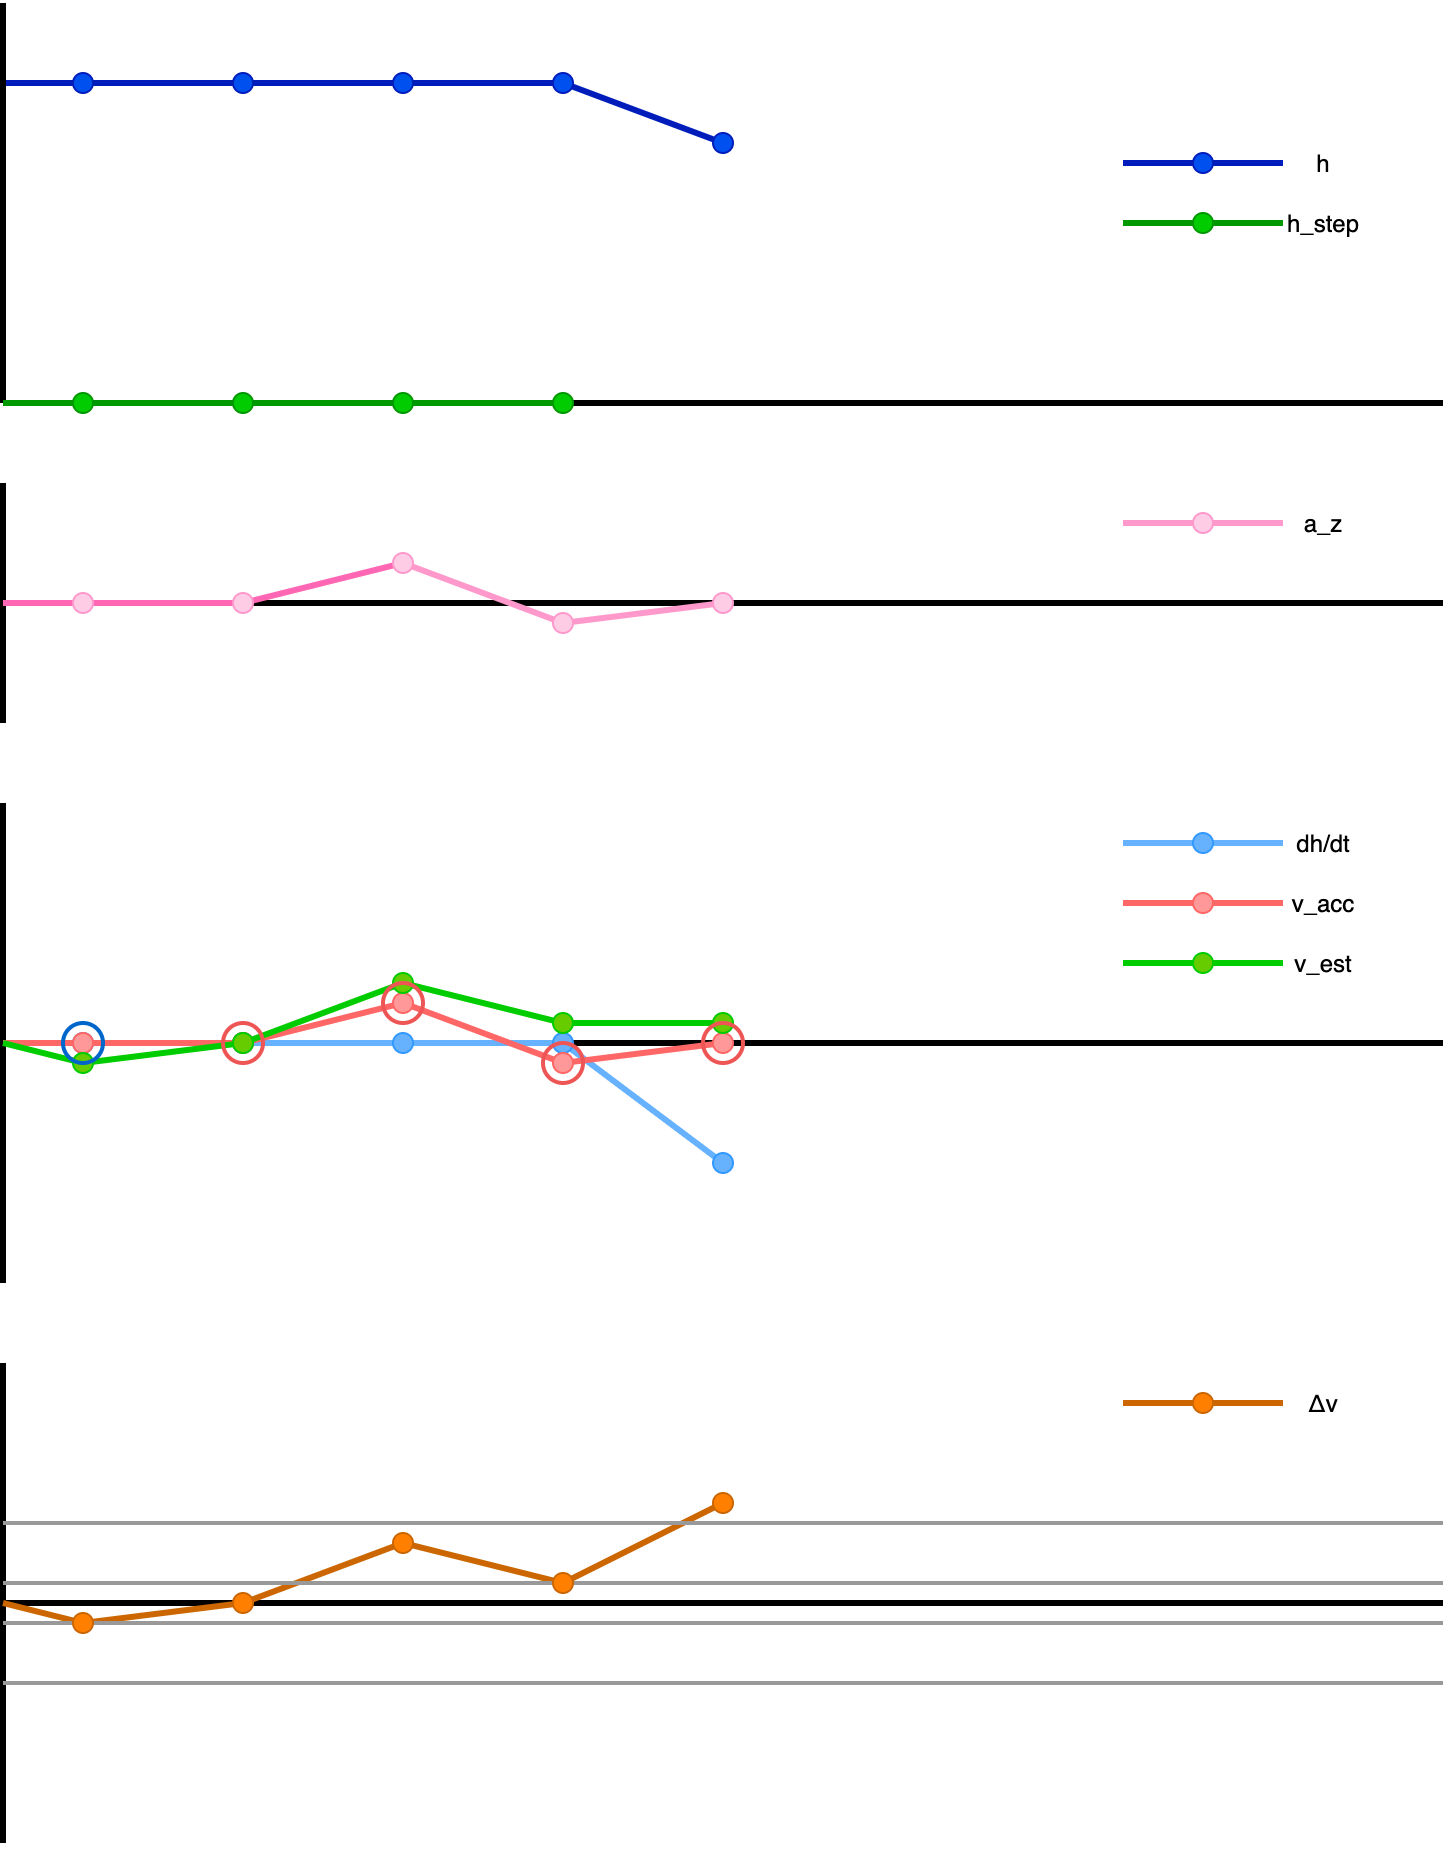 h
h_step
a_z
dh/dt
v_acc
v_est
Δv